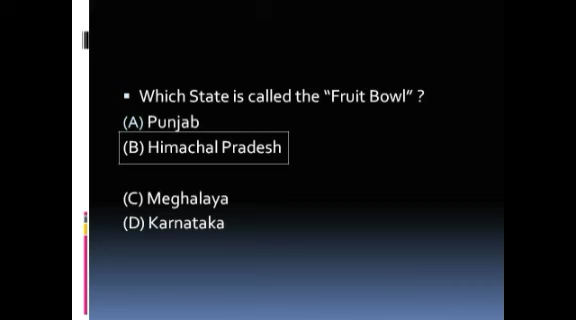 ▪ Which State is called the “Fruit Bowl” ?
(A) Punjab
(B) Himachal Pradesh
(C) Meghalaya
(D) Karnataka